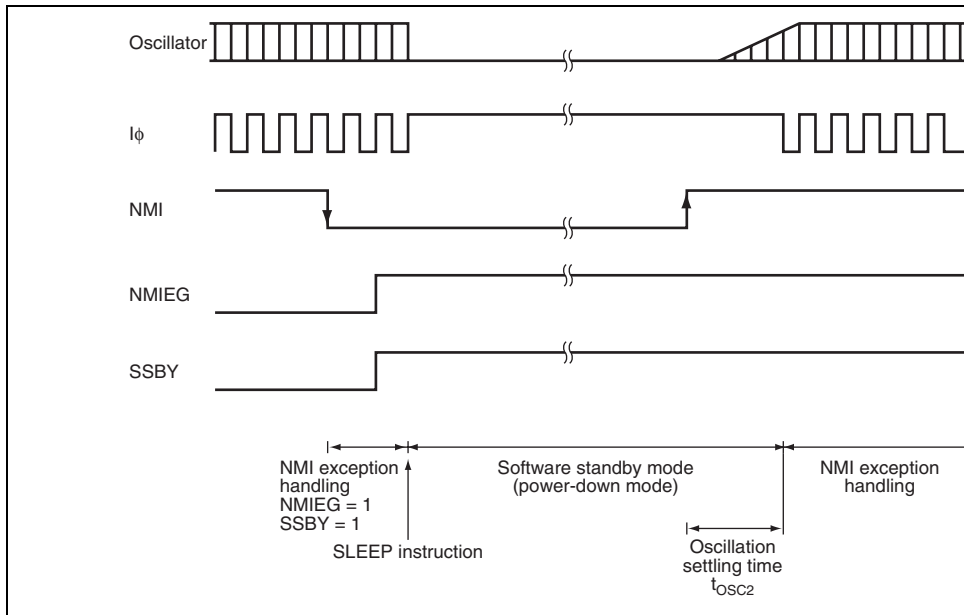 Oscillator
Iϕ
NMI
NMIEG
SSBY
NMI exception
handling
NMIEG = 1
SSBY = 1
SLEEP instruction
Software standby mode
(power-down mode)
Oscillation
settling time
tOSC2
NMI exception
handling